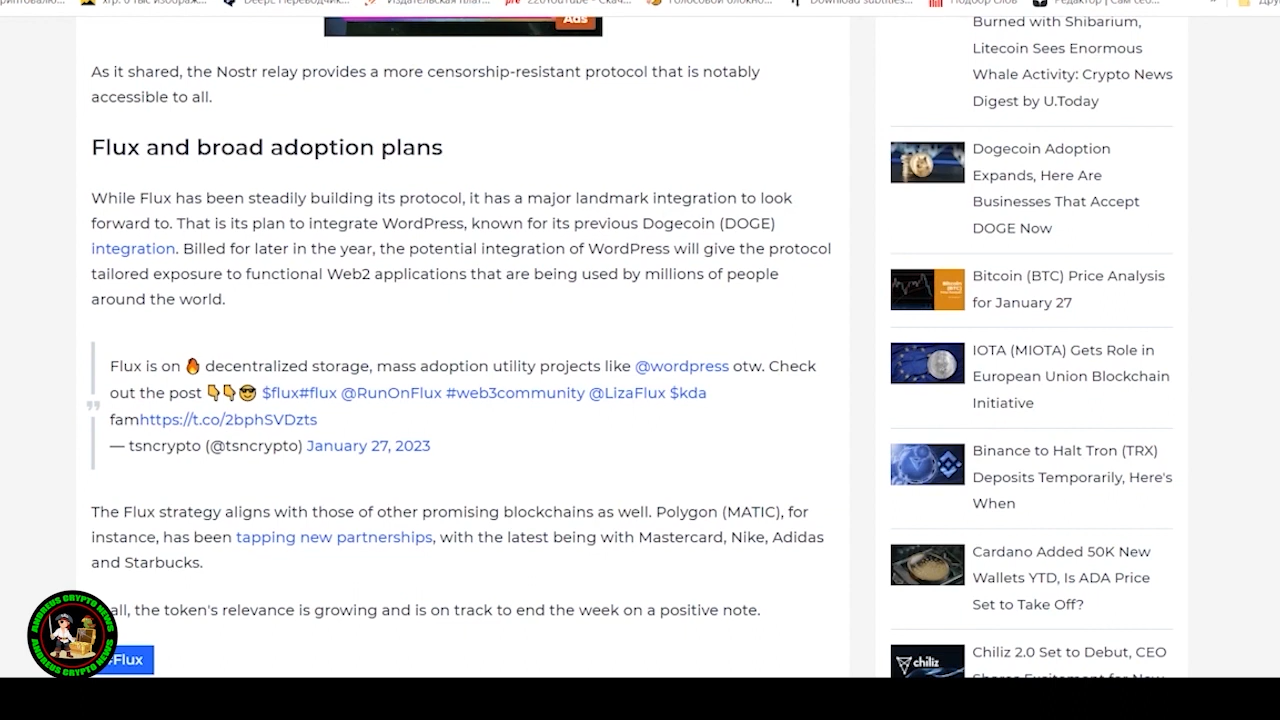 Ads
As it shared, the Nostr relay provides a more censorship-resistant protocol that is notably
accessible to all.
Flux and broad adoption plans
While Flux has been steadily building its protocol, it has a major landmark integration to look
forward to. That is its plan to integrate WordPress, known for its previous Dogecoin (DOGE)
integration. Billed for later in the year, the potential integration of WordPress will give the protocol
tailored exposure to functional Web2 applications that are being used by millions of people
around the world.
Flux is on 🔥 decentralized storage, mass adoption utility projects like @wordpress otw. Check
out the post 👇👇😎 $flux#flux @RunOnFlux #web3community @LizaFlux $kda
famhttps://t.co/2bphSVDzts
— tsncrypto (@tsncrypto) January 27, 2023
The Flux strategy aligns with those of other promising blockchains as well. Polygon (MATIC), for
instance, has been tapping new partnerships, with the latest being with Mastercard, Nike, Adidas
and Starbucks.
all, the token's relevance is growing and is on track to end the week on a positive note.
Flux
ANDREUS CRYPTO NEWS
ANDREUS CRYPTO NEWS
Burned with Shibarium,
Litecoin Sees Enormous
Whale Activity: Crypto News
Digest by U.Today
Dogecoin Adoption
Expands, Here Are
Businesses That Accept
DOGE Now
Bitcoin (BTC) Price Analysis
for January 27
IOTA (MIOTA) Gets Role in
European Union Blockchain
Initiative
Binance to Halt Tron (TRX)
Deposits Temporarily, Here's
When
Cardano Added 50K New
Wallets YTD, Is ADA Price
Set to Take Off?
chiliz
Chiliz 2.0 Set to Debut, CEO